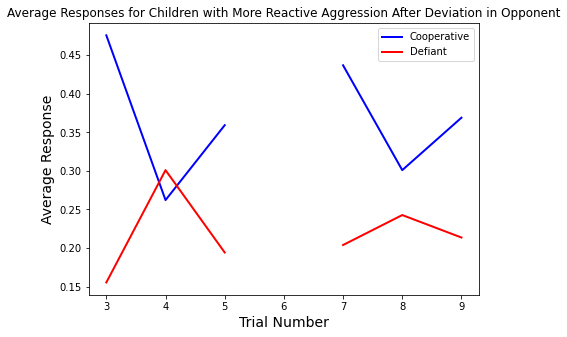 Average Responses for Children with More Reactive Aggression After Deviation in Opponent
Cooperative
Defiant
Average Response
0.45
0.40
0.35
0.30
0.25
0.20
0.15
3 4 5 6 7 8 9
Trial Number